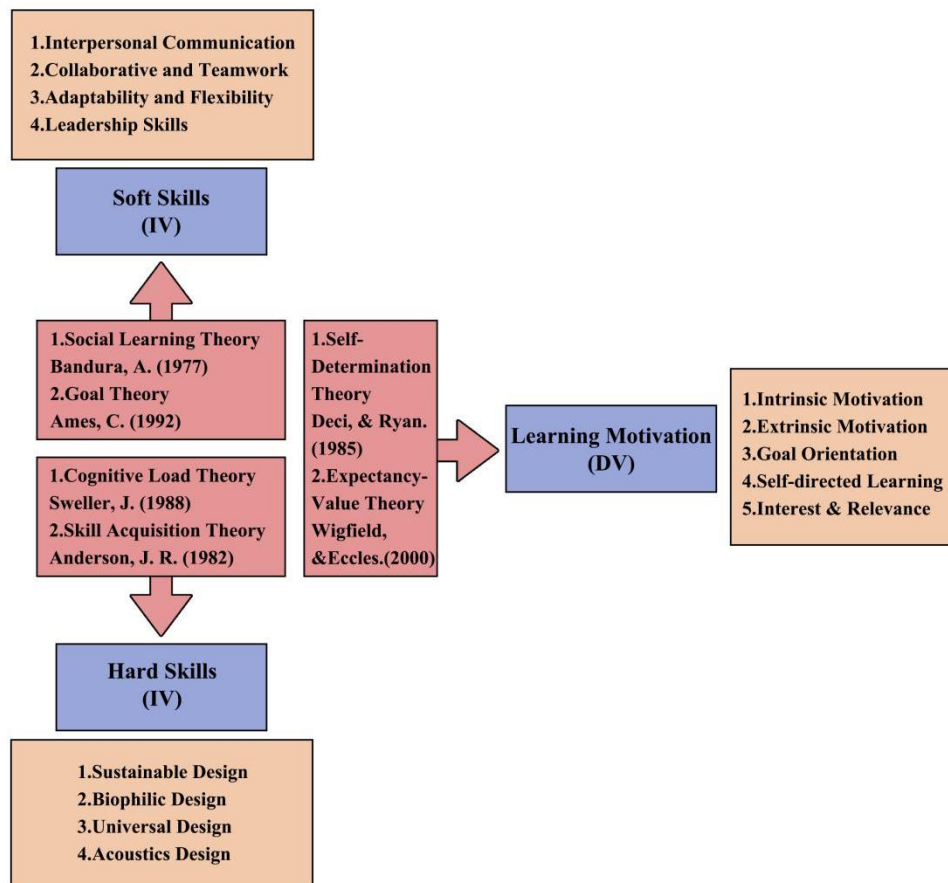 1.Interpersonal Communication
2.Collaborative and Teamwork
3.Adaptability and Flexibility
4.Leadership Skills
Soft Skills
(IV)
1.Social Learning Theory
Bandura, A. (1977)
2.Goal Theory
Ames, C. (1992)
1.Cognitive Load Theory
Sweller, J. (1988)
2.Skill Acquisition Theory
Anderson, J. R. (1982)
1.Self-
Determination
Theory
Deci, & Ryan.
(1985)
2.Expectancy-
Value Theory
Wigfield,
&Eccles.(2000)
Learning Motivation
(DV)
1.Intrinsic Motivation
2.Extrinsic Motivation
3.Goal Orientation
4.Self-directed Learning
5.Interest & Relevance
Hard Skills
(IV)
1.Sustainable Design
2.Biophilic Design
3.Universal Design
4.Acoustics Design